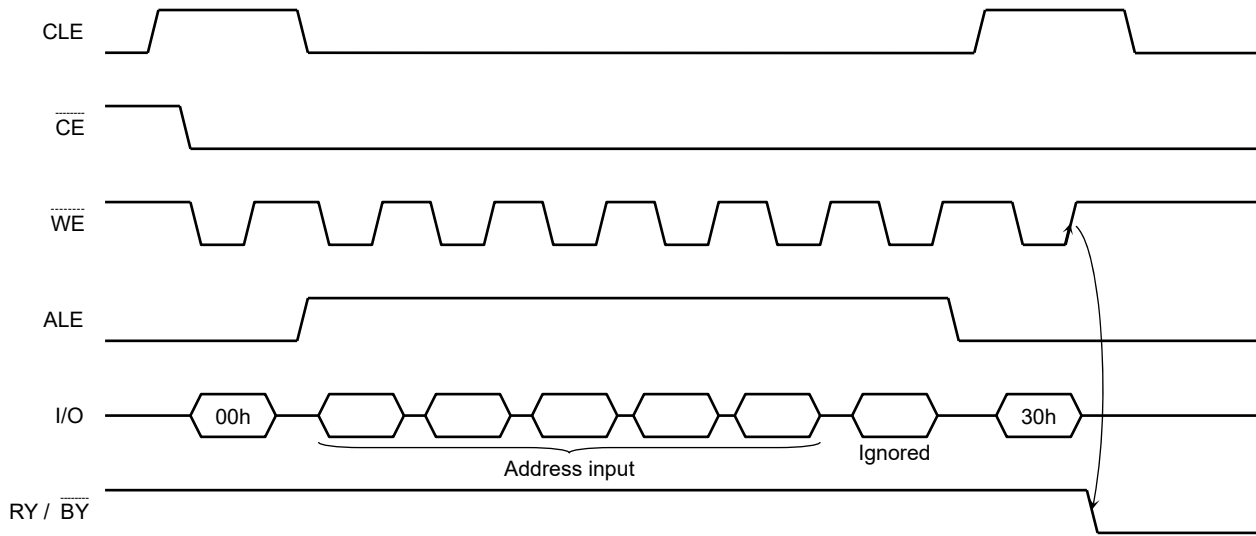 CLE
CE
WE
ALE
I/O 00h 30h
Ignored
Address input
RY / BY